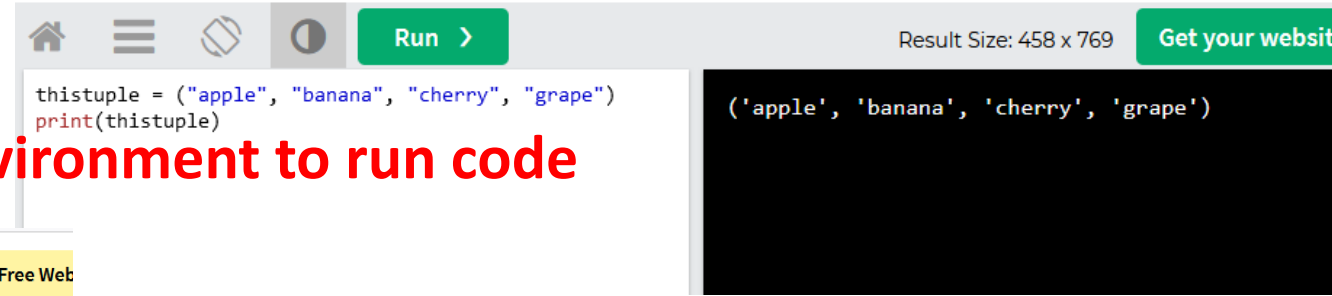 Run ❯
Result Size: 458 x 769
Get your websit
thistuple = ("apple", "banana", "cherry", "grape")
print(thistuple)
('apple', 'banana', 'cherry', 'grape')
vironment to run code
Free Web